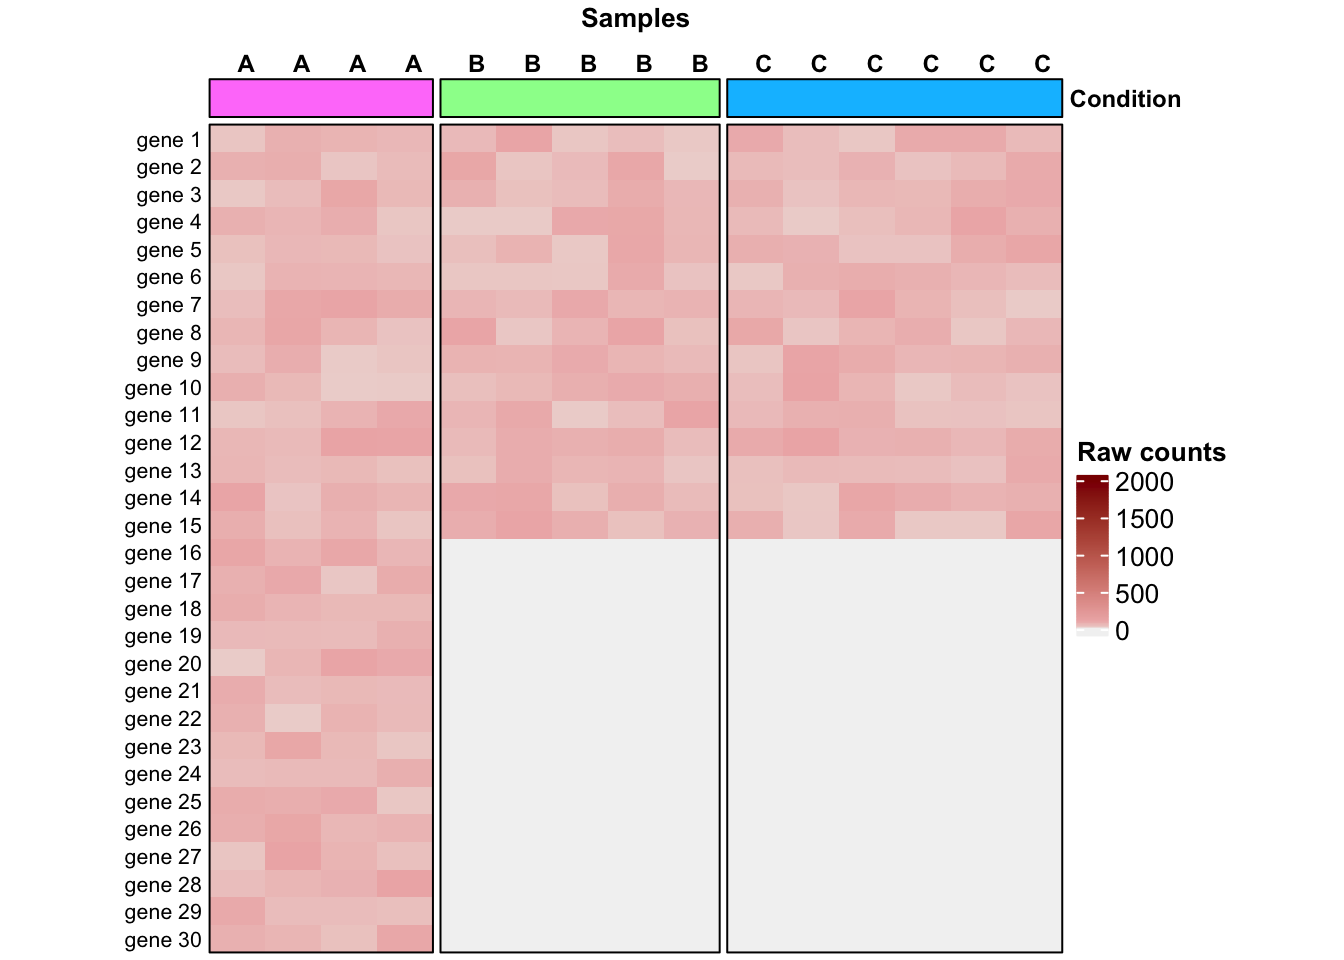 Samples
A A A A B B B B B C C C C C C
Condition
gene 1
gene 2
gene 3
gene 4
gene 5
gene 6
gene 7
gene 8
gene 9
gene 10
gene 11
gene 12
gene 13
gene 14
gene 15
gene 16
gene 17
gene 18
gene 19
gene 20
gene 21
gene 22
gene 23
gene 24
gene 25
gene 26
gene 27
gene 28
gene 29
gene 30
Raw counts
2000
1500
1000
500
0